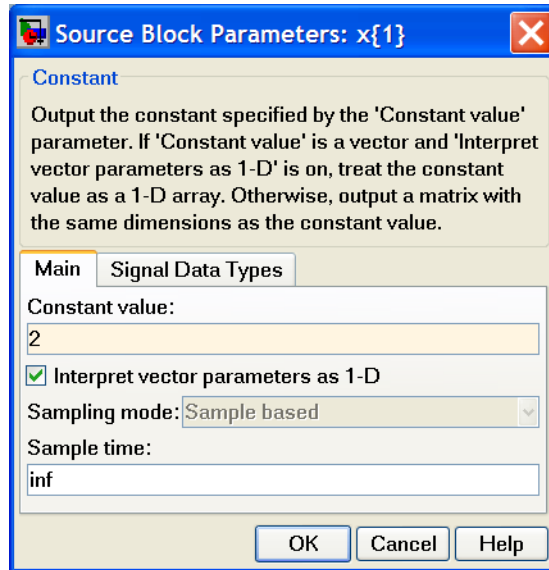 Source Block Parameters: x{1}
Constant
Output the constant specified by the 'Constant value'
parameter. If 'Constant value' is a vector and 'Interpret
vector parameters as 1-D' is on, treat the constant
value as a 1-D array. Otherwise, output a matrix with
the same dimensions as the constant value.
Main Signal Data Types
Constant value:
2
Interpret vector parameters as 1-D
Sampling mode: Sample based
Sample time:
inf
OK Cancel Help